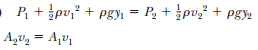 ) P₁ + ½ρv₁² + ρgy₁ = P₂ + ½ρv₂² + ρgy₂
A₂v₂ = A₁v₁